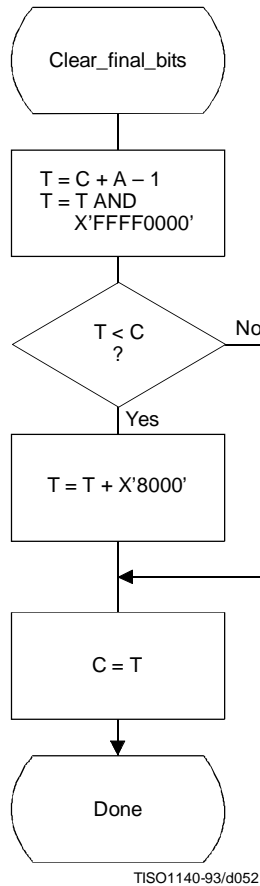 Clear_final_bits
T = C + A – 1
T = T AND
X'FFFF0000'
T < C
?
No
Yes
T = T + X'8000'
C = T
Done
TISO1140-93/d052